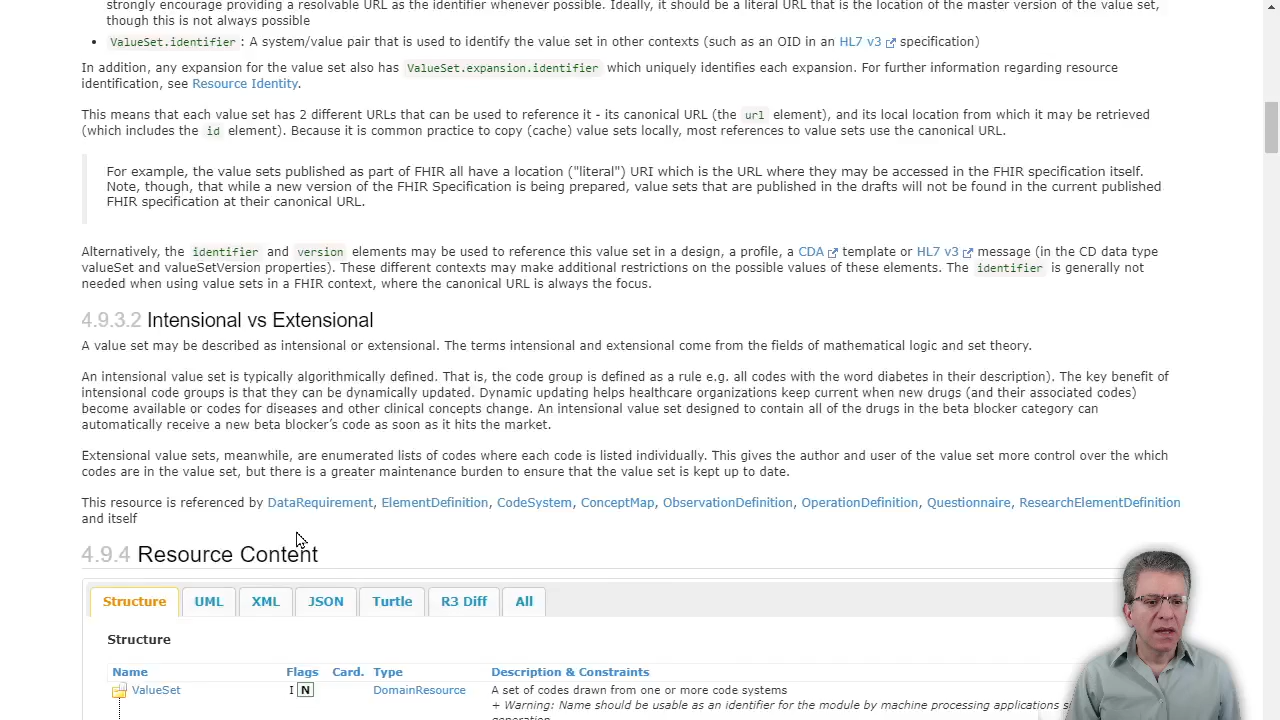 strongly encourage providing a resolvable URL as the identifier whenever possible. Ideally, it should be a literal URL that is the location of the master version of the value set,
though this is not always possible
• ValueSet.identifier : A system/value pair that is used to identify the value set in other contexts (such as an OID in an HL7 v3 specification)
In addition, any expansion for the value set also has ValueSet.expansion.identifier which uniquely identifies each expansion. For further information regarding resource
identification, see Resource Identity.
This means that each value set has 2 different URLs that can be used to reference it - its canonical URL (the url element), and its local location from which it may be retrieved
(which includes the id element). Because it is common practice to copy (cache) value sets locally, most references to value sets use the canonical URL.
For example, the value sets published as part of FHIR all have a location ("literal") URI which is the URL where they may be accessed in the FHIR specification itself.
Note, though, that while a new version of the FHIR Specification is being prepared, value sets that are published in the drafts will not be found in the current published
FHIR specification at their canonical URL.
Alternatively, the identifier and version elements may be used to reference this value set in a design, a profile, a CDA template or HL7 v3 message (in the CD data type
valueSet and valueSetVersion properties). These different contexts may make additional restrictions on the possible values of these elements. The identifier is generally not
needed when using value sets in a FHIR context, where the canonical URL is always the focus.
4.9.3.2 Intensional vs Extensional
A value set may be described as intensional or extensional. The terms intensional and extensional come from the fields of mathematical logic and set theory.
An intensional value set is typically algorithmically defined. That is, the code group is defined as a rule e.g. all codes with the word diabetes in their description). The key benefit of
intensional code groups is that they can be dynamically updated. Dynamic updating helps healthcare organizations keep current when new drugs (and their associated codes)
become available or codes for diseases and other clinical concepts change. An intensional value set designed to contain all of the drugs in the beta blocker category can
automatically receive a new beta blocker's code as soon as it hits the market.
Extensional value sets, meanwhile, are enumerated lists of codes where each code is listed individually. This gives the author and user of the value set more control over the which
codes are in the value set, but there is a greater maintenance burden to ensure that the value set is kept up to date.
This resource is referenced by DataRequirement, ElementDefinition, CodeSystem, ConceptMap, ObservationDefinition, OperationDefinition, Questionnaire, ResearchElementDefinition
and itself
4.9.4 Resource Content
Structure UML XML JSON Turtle R3 Diff All
Structure
Name Flags Card. Type Description & Constraints
ValueSet I N DomainResource A set of codes drawn from one or more code systems
+ Warning: Name should be usable as an identifier for the module by machine processing applications